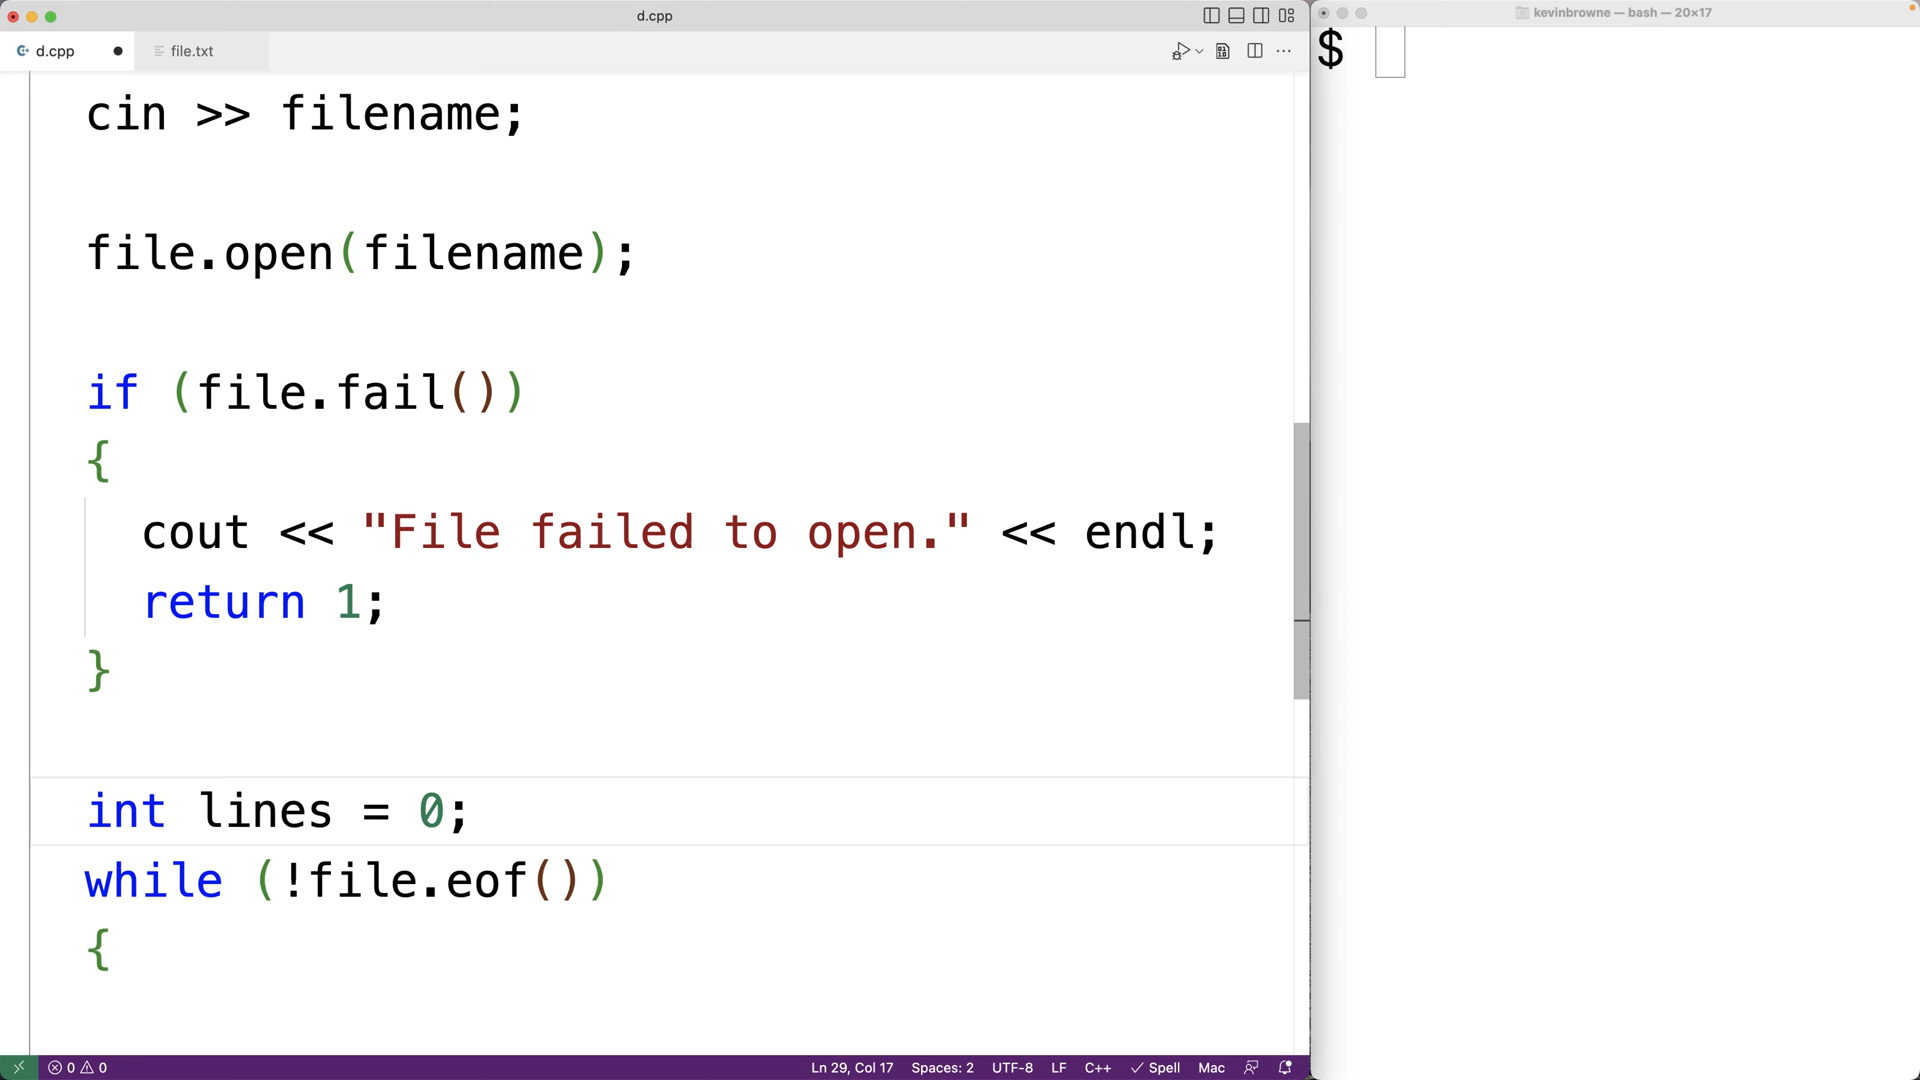 d.cpp
kevinbrowne — bash — 20×17
d.cpp
file.txt
$
cin >> filename;
file.open(filename);
if (file.fail())
{
cout << "File failed to open." << endl;
return 1;
}
int lines = 0;
while (!file.eof())
{
0 0
Ln 29, Col 17 Spaces: 2 UTF-8 LF C++ Spell Mac